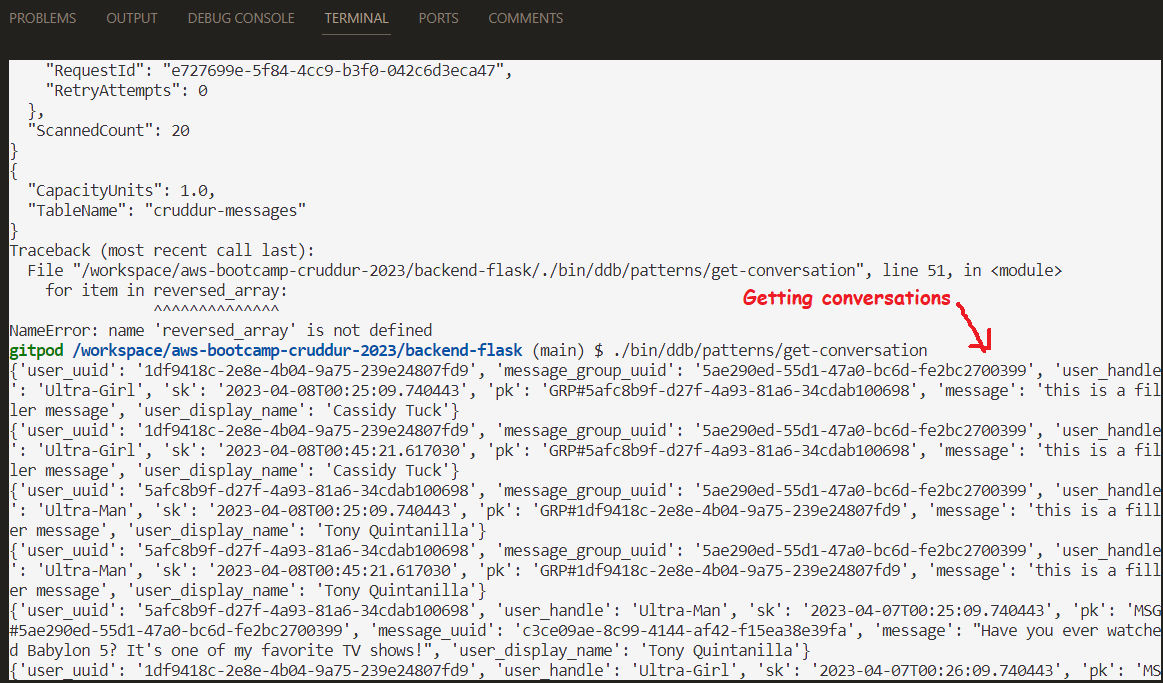 PROBLEMS OUTPUT DEBUG CONSOLE TERMINAL PORTS COMMENTS
"RequestId": "e727699e-5f84-4cc9-b3f0-042c6d3eca47",
"RetryAttempts": 0
},
"ScannedCount": 20
}
{
"CapacityUnits": 1.0,
"TableName": "cruddur-messages"
}
Traceback (most recent call last):
File "/workspace/aws-bootcamp-cruddur-2023/backend-flask/./bin/ddb/patterns/get-conversation", line 51, in <module>
for item in reversed_array:
^^^^^^^^^^^^^^
Getting conversations
NameError: name 'reversed_array' is not defined
gitpod /workspace/aws-bootcamp-cruddur-2023/backend-flask (main) $ ./bin/ddb/patterns/get-conversation
{'user_uuid': '1df9418c-2e8e-4b04-9a75-239e24807fd9', 'message_group_uuid': '5ae290ed-55d1-47a0-bc6d-fe2bc2700399', 'user_handle
': 'Ultra-Girl', 'sk': '2023-04-08T00:25:09.740443', 'pk': 'GRP#5afc8b9f-d27f-4a93-81a6-34cdab100698', 'message': 'this is a fil
ler message', 'user_display_name': 'Cassidy Tuck'}
{'user_uuid': '1df9418c-2e8e-4b04-9a75-239e24807fd9', 'message_group_uuid': '5ae290ed-55d1-47a0-bc6d-fe2bc2700399', 'user_handle
': 'Ultra-Girl', 'sk': '2023-04-08T00:45:21.617030', 'pk': 'GRP#5afc8b9f-d27f-4a93-81a6-34cdab100698', 'message': 'this is a fil
ler message', 'user_display_name': 'Cassidy Tuck'}
{'user_uuid': '5afc8b9f-d27f-4a93-81a6-34cdab100698', 'message_group_uuid': '5ae290ed-55d1-47a0-bc6d-fe2bc2700399', 'user_handle
': 'Ultra-Man', 'sk': '2023-04-08T00:25:09.740443', 'pk': 'GRP#1df9418c-2e8e-4b04-9a75-239e24807fd9', 'message': 'this is a fill
er message', 'user_display_name': 'Tony Quintanilla'}
{'user_uuid': '5afc8b9f-d27f-4a93-81a6-34cdab100698', 'message_group_uuid': '5ae290ed-55d1-47a0-bc6d-fe2bc2700399', 'user_handle
': 'Ultra-Man', 'sk': '2023-04-08T00:45:21.617030', 'pk': 'GRP#1df9418c-2e8e-4b04-9a75-239e24807fd9', 'message': 'this is a fill
er message', 'user_display_name': 'Tony Quintanilla'}
{'user_uuid': '5afc8b9f-d27f-4a93-81a6-34cdab100698', 'user_handle': 'Ultra-Man', 'sk': '2023-04-07T00:25:09.740443', 'pk': 'MSG
#5ae290ed-55d1-47a0-bc6d-fe2bc2700399', 'message_uuid': 'c3ce09ae-8c99-4144-af42-f15ea38e39fa', 'message': "Have you ever watche
d Babylon 5? It's one of my favorite TV shows!", 'user_display_name': 'Tony Quintanilla'}
{'user_uuid': '1df9418c-2e8e-4b04-9a75-239e24807fd9', 'user_handle': 'Ultra-Girl', 'sk': '2023-04-07T00:26:09.740443', 'pk': 'MS